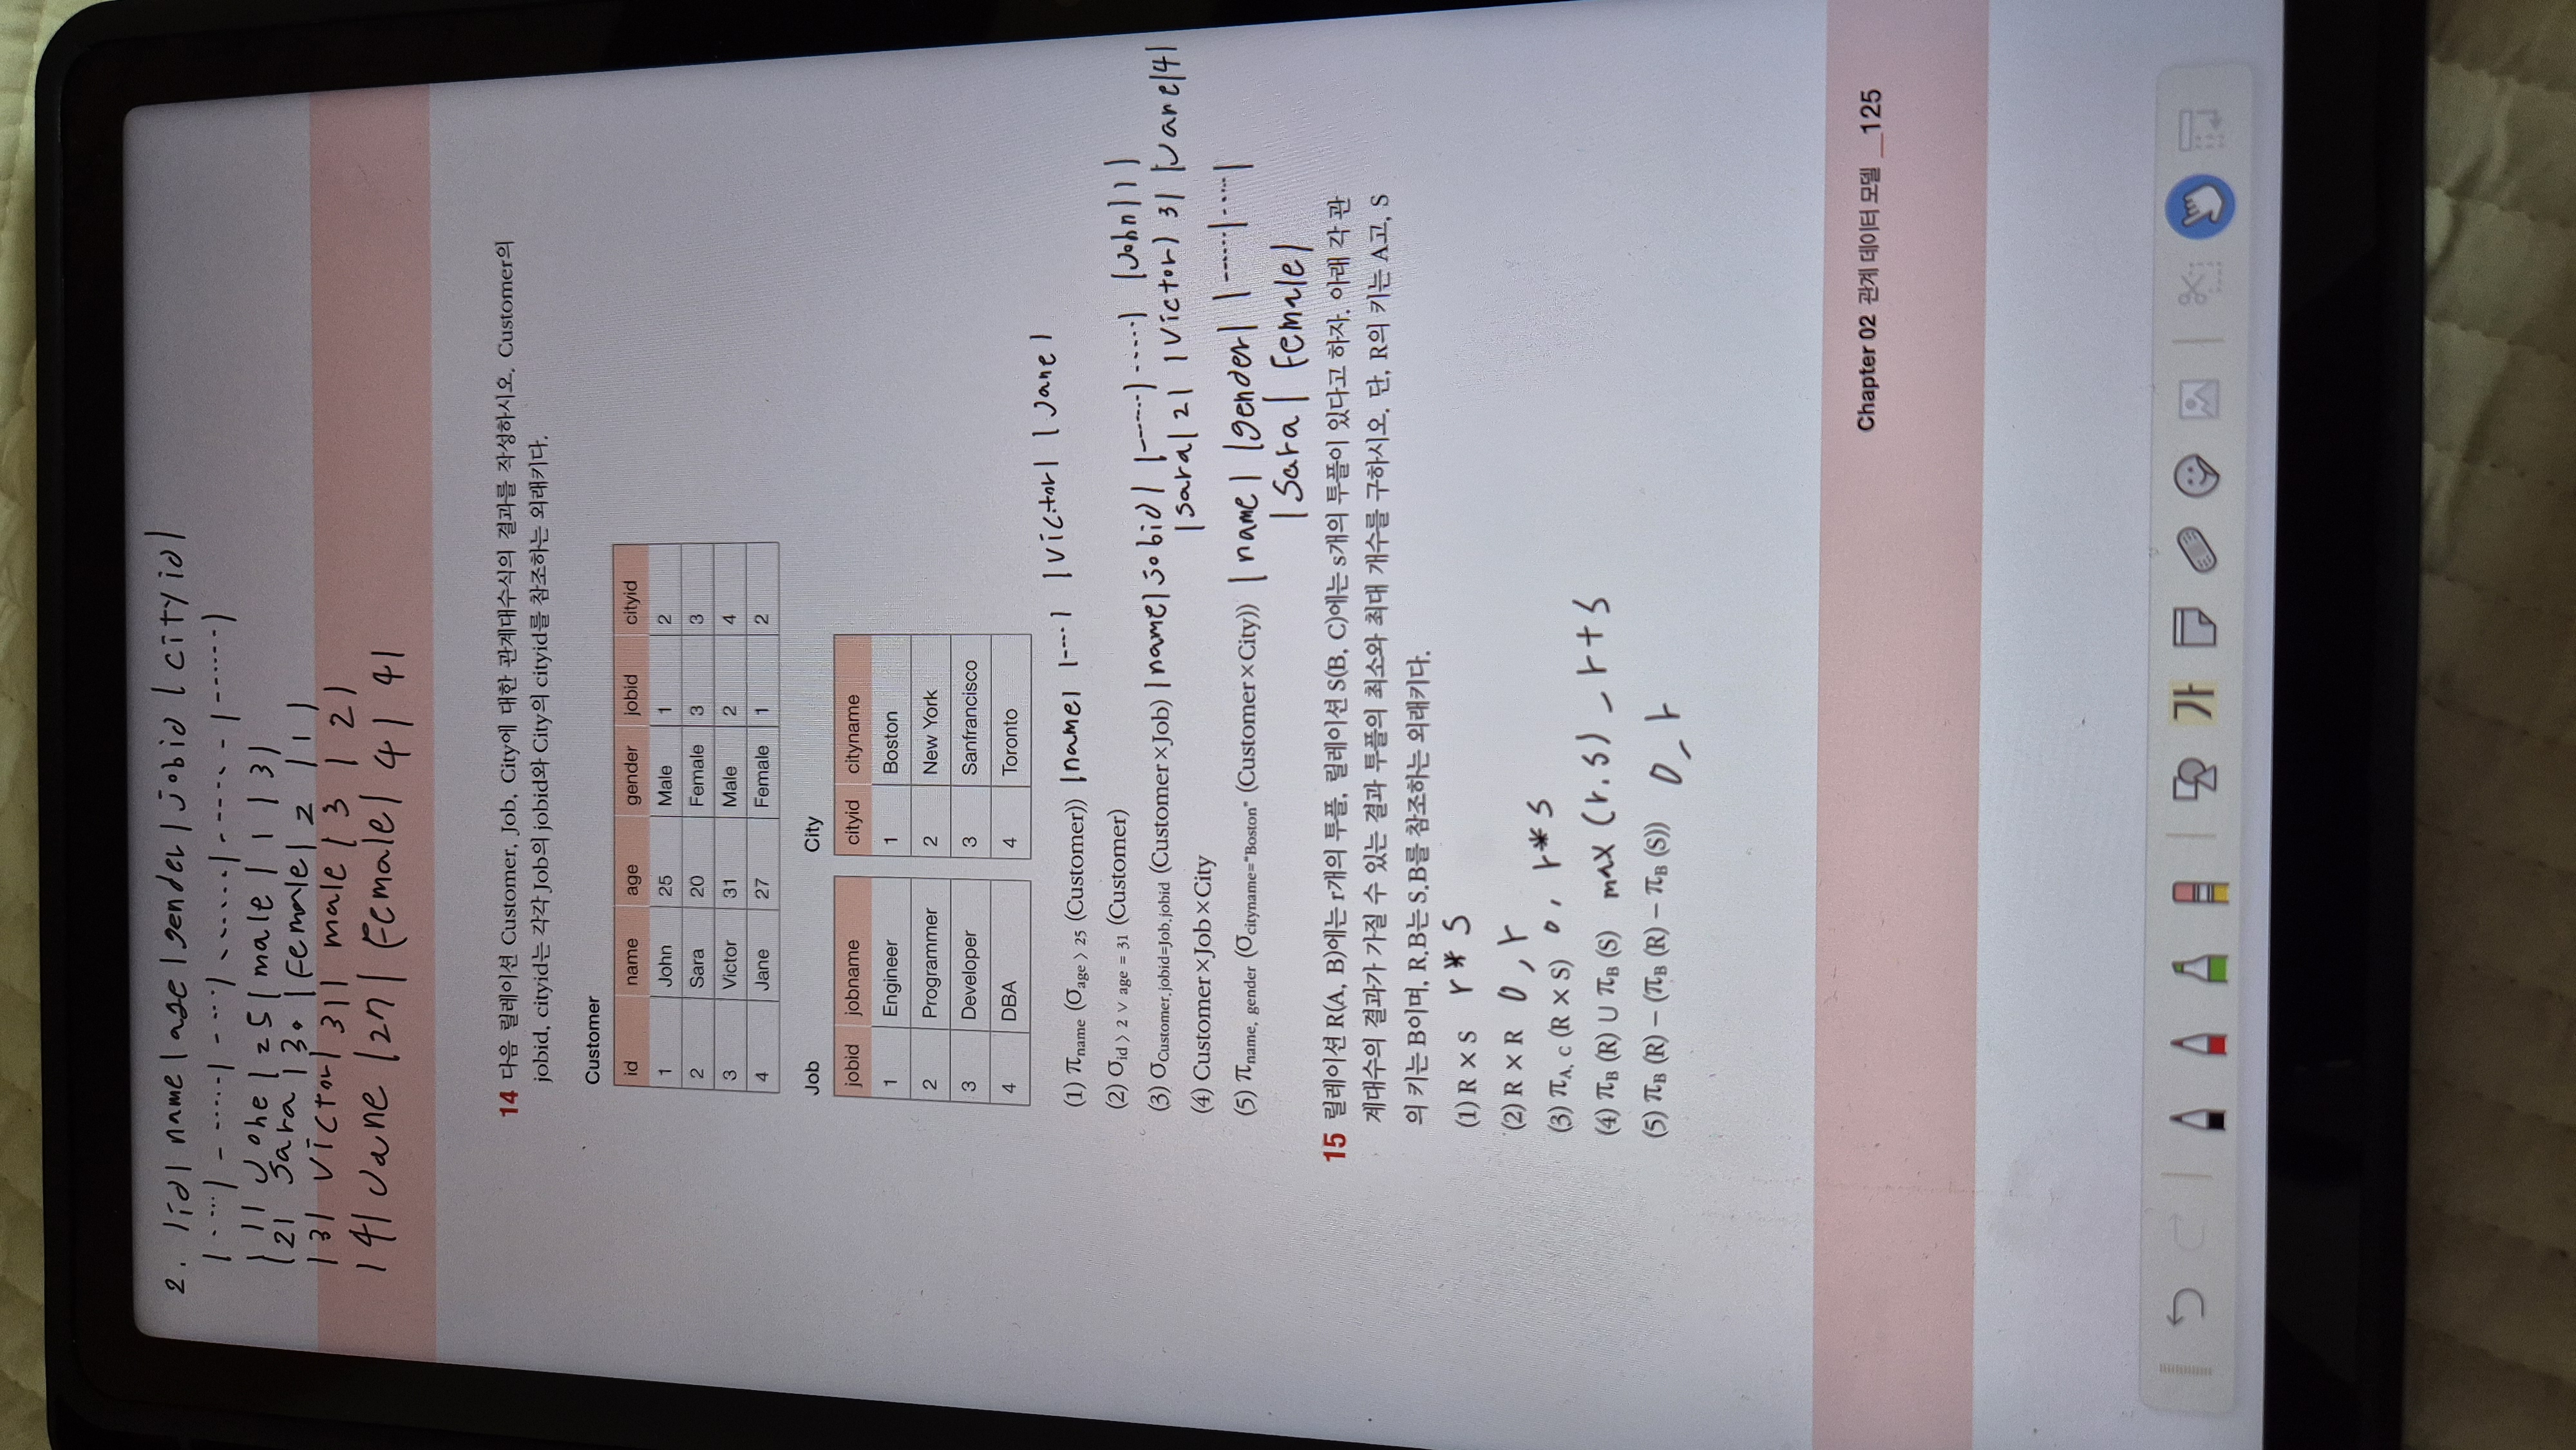 2. |id| name | age | gender | jobid | cityid |
|----| ------| ----| -------| ------ |------|
| 1| Johe | 25 | male | 1 | 3|
|2| Sara | 30 | Female | 2 | 1 |
|3| Victor| 31| male | 3 | 2|
|4| Jane |27| Female| 4| 4|
14 다음 릴레이션 Customer, Job, City에 대한 관계대수식의 결과를 작성하시오. Customer의
jobid, cityid는 각각 Job의 jobid와 City의 cityid를 참조하는 외래키다.
Customer
id name age gender jobid cityid
1 John 25 Male 1 2
2 Sara 20 Female 3 3
3 Victor 31 Male 2 4
4 Jane 27 Female 1 2
Job City
jobid jobname cityid cityname
1 Engineer 1 Boston
2 Programmer 2 New York
3 Developer 3 Sanfrancisco
4 DBA 4 Toronto
(1) π name (σ age > 25 (Customer)) |name| |----| |Victor| | Jane |
(2) σ id > 2 ∨ age = 31 (Customer)
(3) σ Customer.jobid=Job.jobid (Customer×Job) |name| jobid| |------| -----| |John| 1 |
|Sara| 2| |Victor| 3| |Jane|4|
(4) Customer×Job×City
(5) π name, gender (σ cityname="Boston" (Customer×City)) | name | |gender| |------|-----|
|Sara| Female|
15 릴레이션 R(A, B)에는 r개의 투플, 릴레이션 S(B, C)에는 s개의 투플이 있다고 하자. 아래 각 관
계대수의 결과가 가질 수 있는 결과 투플의 최소와 최대 개수를 구하시오. 단, R의 키는 A고, S
의 키는 B이며, R.B는 S.B를 참조하는 외래키다.
(1) R × S r * s
(2) R × R 0, r
(3) π A, C (R × S) 0, r*s
(4) π B (R) ∪ π B (S) max (r, s) , r+s
(5) π B (R) − (π B (R) − π B (S)) 0, r
Chapter 02 관계 데이터 모델 __125
가